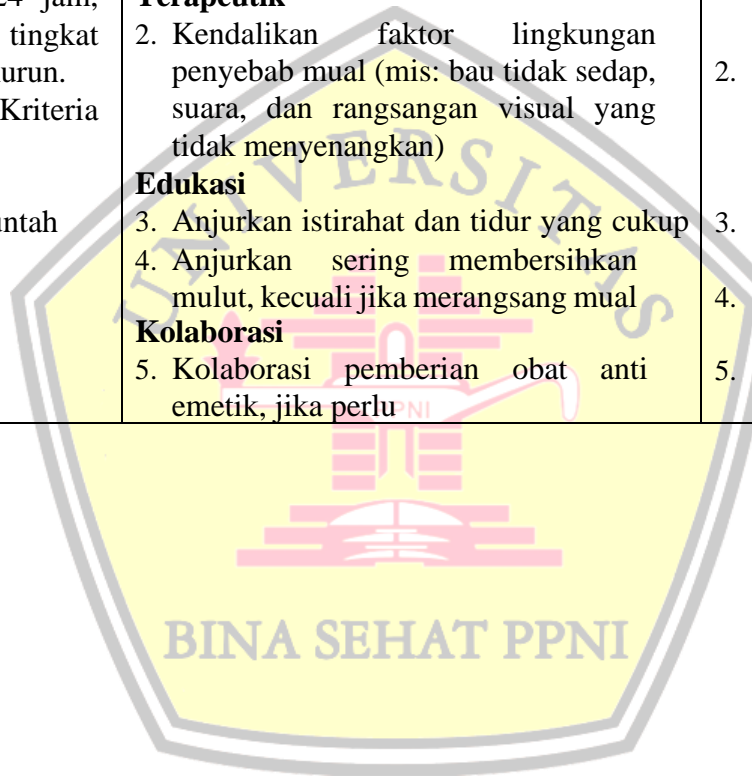 24 jam,
tingkat
Kriteria
Terapeutik
2. Kendalikan faktor lingkungan
penyebab mual (mis: bau tidak sedap,
suara, dan rangsangan visual yang
tidak menyenangkan)
Edukasi
3. Anjurkan istirahat dan tidur yang cukup
4. Anjurkan sering membersihkan
mulut, kecuali jika merangsang mual
Kolaborasi
5. Kolaborasi pemberian obat anti
emetik, jika perlu
2.
3.
4.
5.
UNIVERSITAS
PPNI
BINA SEHAT PPNI